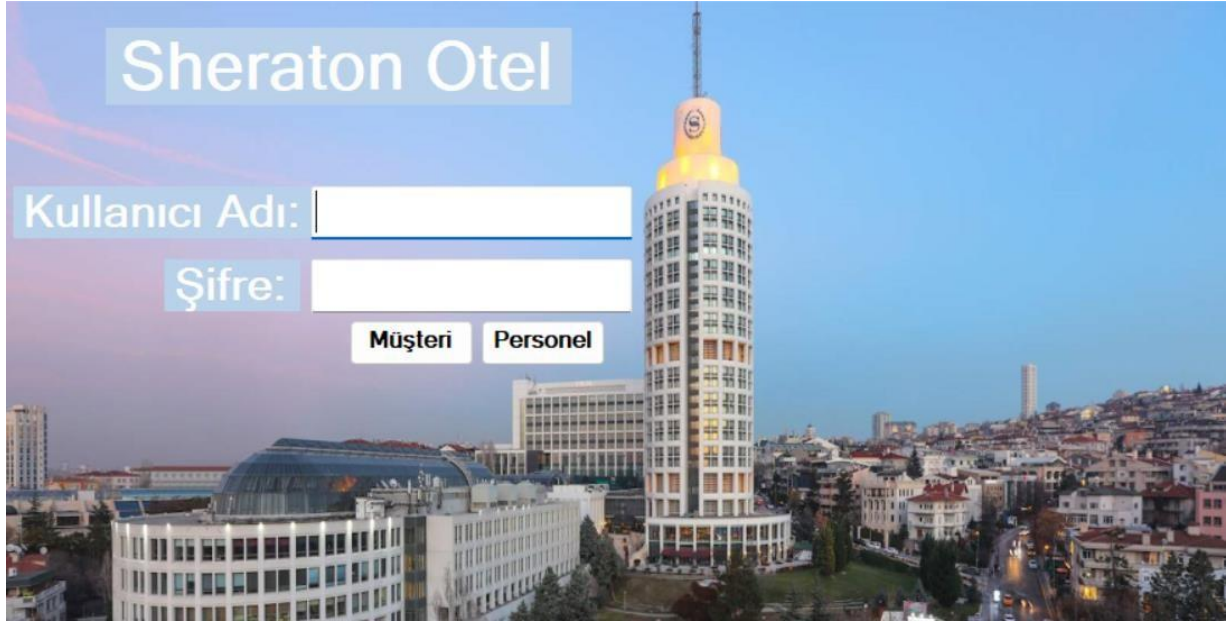 Sheraton Otel
Kullanıcı Adı:
Şifre:
Müşteri Personel
S